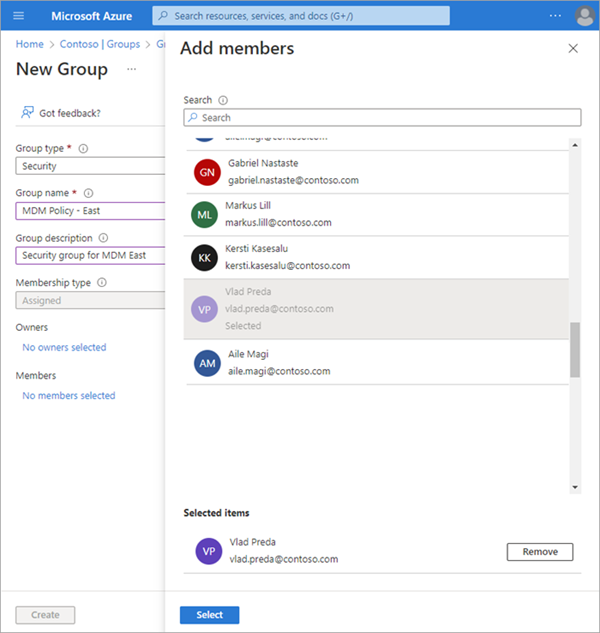 Microsoft Azure
Search resources, services, and docs (G+/)
Home > Contoso | Groups > Gr
New Group
Got feedback?
Group type *
Security
Group name *
MDM Policy - East
Group description
Security group for MDM East
Membership type
Assigned
Owners
No owners selected
Members
No members selected
Create
Add members
Search
Search
aile.magi@contoso.com
GN
Gabriel Nastaste
gabriel.nastaste@contoso.com
ML
Markus Lill
markus.lill@contoso.com
KK
Kersti Kasesalu
kersti.kasesalu@contoso.com
VP
Vlad Preda
vlad.preda@contoso.com
Selected
AM
Aile Magi
aile.magi@contoso.com
Selected items
VP
Vlad Preda
vlad.preda@contoso.com
Remove
Select